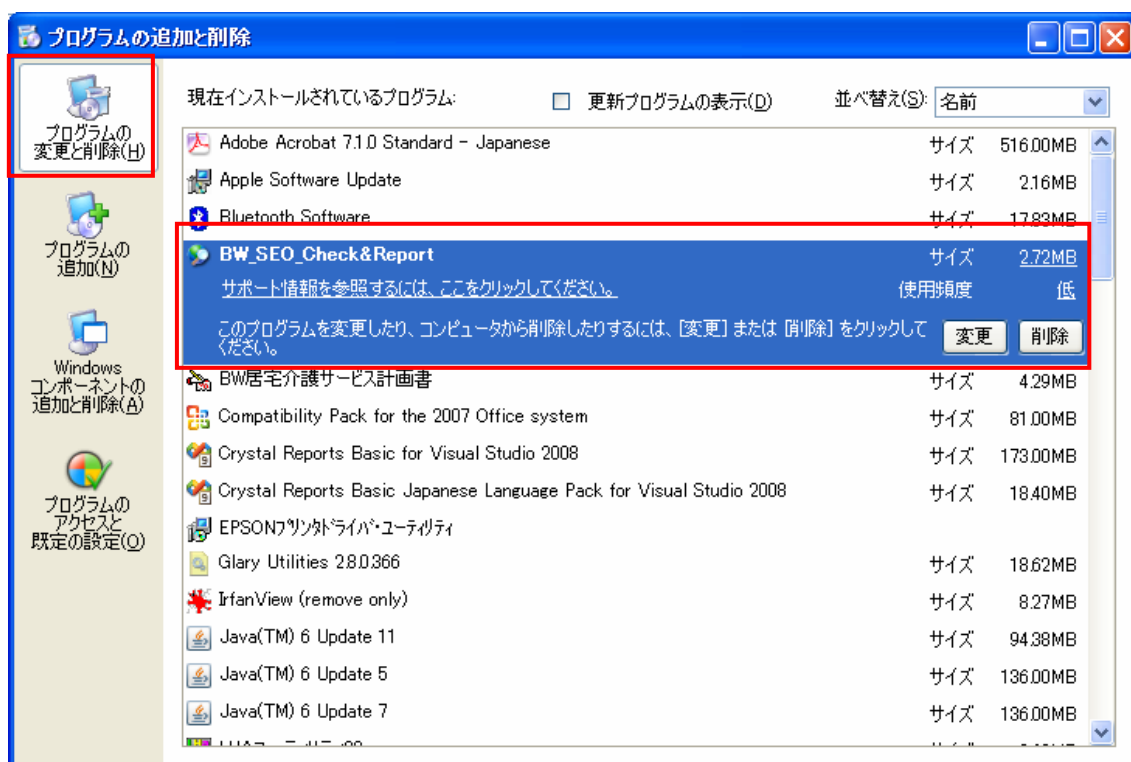 プログラムの追加と削除
プログラムの
変更と削除(H)
プログラムの
追加(N)
Windows
コンポーネントの
追加と削除(A)
プログラムの
アクセスと
既定の設定(O)
現在インストールされているプログラム: 更新プログラムの表示(D) 並べ替え(S): 名前
Adobe Acrobat 7.1.0 Standard - Japanese サイズ 516.00MB
Apple Software Update サイズ 2.16MB
Bluetooth Software サイズ 17.83MB
BW_SEO_Check&Report サイズ 2.72MB
サポート情報を参照するには、ここをクリックしてください。 使用頻度 低
このプログラムを変更したり、コンピュータから削除したりするには、[変更] または [削除] をクリックして
ください。 変更 削除
BW居宅介護サービス計画書 サイズ 4.29MB
Compatibility Pack for the 2007 Office system サイズ 81.00MB
Crystal Reports Basic for Visual Studio 2008 サイズ 173.00MB
Crystal Reports Basic Japanese Language Pack for Visual Studio 2008 サイズ 18.40MB
EPSONプリンタドライバ・ユーティリティ
Glary Utilities 2.8.0.366 サイズ 18.62MB
IrfanView (remove only) サイズ 8.27MB
Java(TM) 6 Update 11 サイズ 94.38MB
Java(TM) 6 Update 5 サイズ 136.00MB
Java(TM) 6 Update 7 サイズ 136.00MB